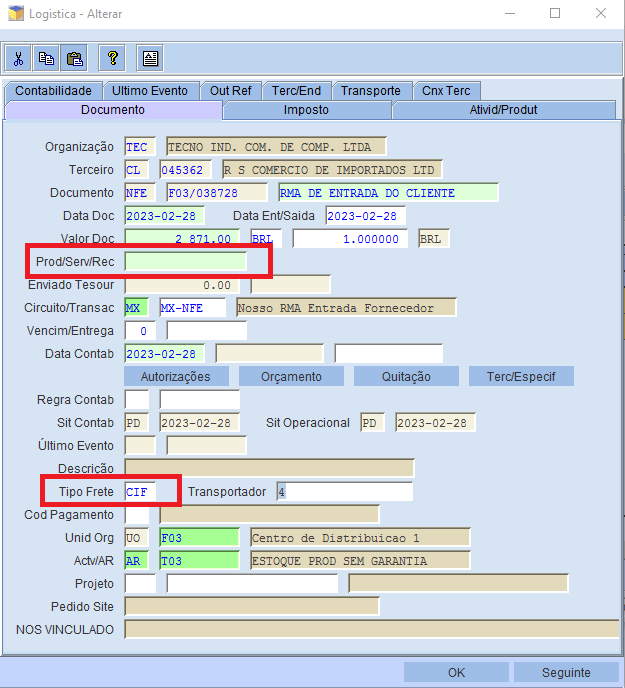 Logistica - Alterar
Contabilidade Ultimo Evento Out Ref Terc/End Transporte Cnx Terc
Documento Imposto Ativid/Produt
Organização TEC TECNO IND. COM. DE COMP. LTDA
Terceiro CL 045362 R S COMERCIO DE IMPORTADOS LTD
Documento NFE F03/038728 RMA DE ENTRADA DO CLIENTE
Data Doc 2023-02-28 Data Ent/Saida 2023-02-28
Valor Doc 2 871.00 BRL 1.000000 BRL
Prod/Serv/Rec
Enviado Tesour 0.00
Circuito/Transac MX MX-NFE Nosso RMA Entrada Fornecedor
Vencim/Entrega 0
Data Contab 2023-02-28
Autorizações Orçamento Quitação Terc/Especif
Regra Contab
Sit Contab PD 2023-02-28 Sit Operacional PD 2023-02-28
Último Evento
Descrição
Tipo Frete CIF Transportador 4
Cod Pagamento
Unid Org UO F03 Centro de Distribuicao 1
Actv/AR AR T03 ESTOQUE PROD SEM GARANTIA
Projeto
Pedido Site
NOS VINCULADO
OK Seguinte